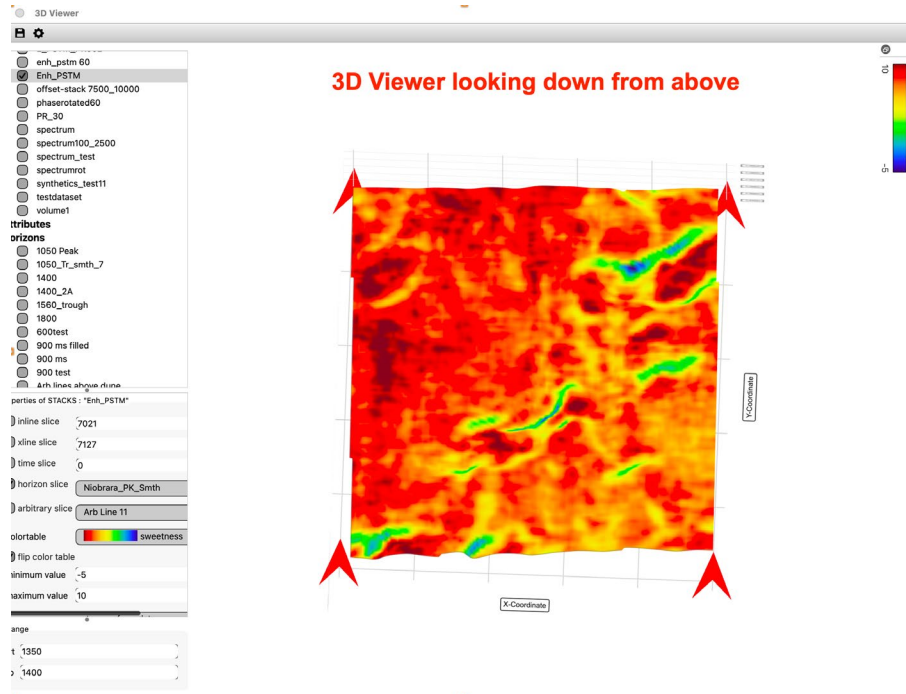 3D Viewer
enh_pstm 60
Enh_PSTM
offset-stack 7500_10000
phaserotated60
PR_30
spectrum
spectrum100_2500
spectrum_test
spectrumrot
synthetics_test11
testdataset
volume1
ttributes
orizons
1050 Peak
1050_Tr_smth_7
1400
1400_2A
1560_trough
1800
600test
900 ms filled
900 ms
900 test
Arb lines above dune
perties of STACKS : "Enh_PSTM"
inline slice 7021
xline slice 7127
time slice 0
horizon slice Niobrara_PK_Smth
arbitrary slice Arb Line 11
olortable sweetness
flip color table
inimum value -5
aximum value 10
ange
t 1350
1400
3D Viewer looking down from above
10
-5
Y-Coordinate
X-Coordinate